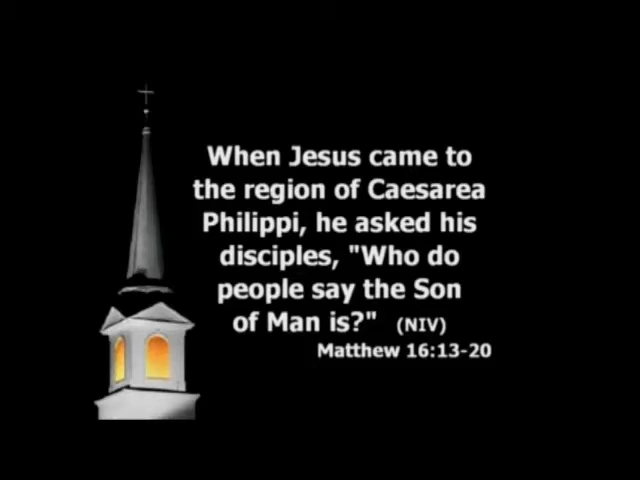 When Jesus came to
the region of Caesarea
Philippi, he asked his
disciples, "Who do
people say the Son
of Man is?" (NIV)
Matthew 16:13-20